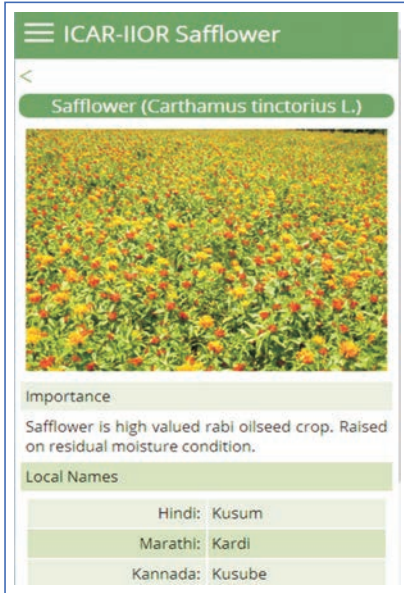 ICAR-IIOR Safflower
<
Safflower (Carthamus tinctorius L.)
Importance
Safflower is high valued rabi oilseed crop. Raised
on residual moisture condition.
Local Names
Hindi: Kusum
Marathi: Kardi
Kannada: Kusube